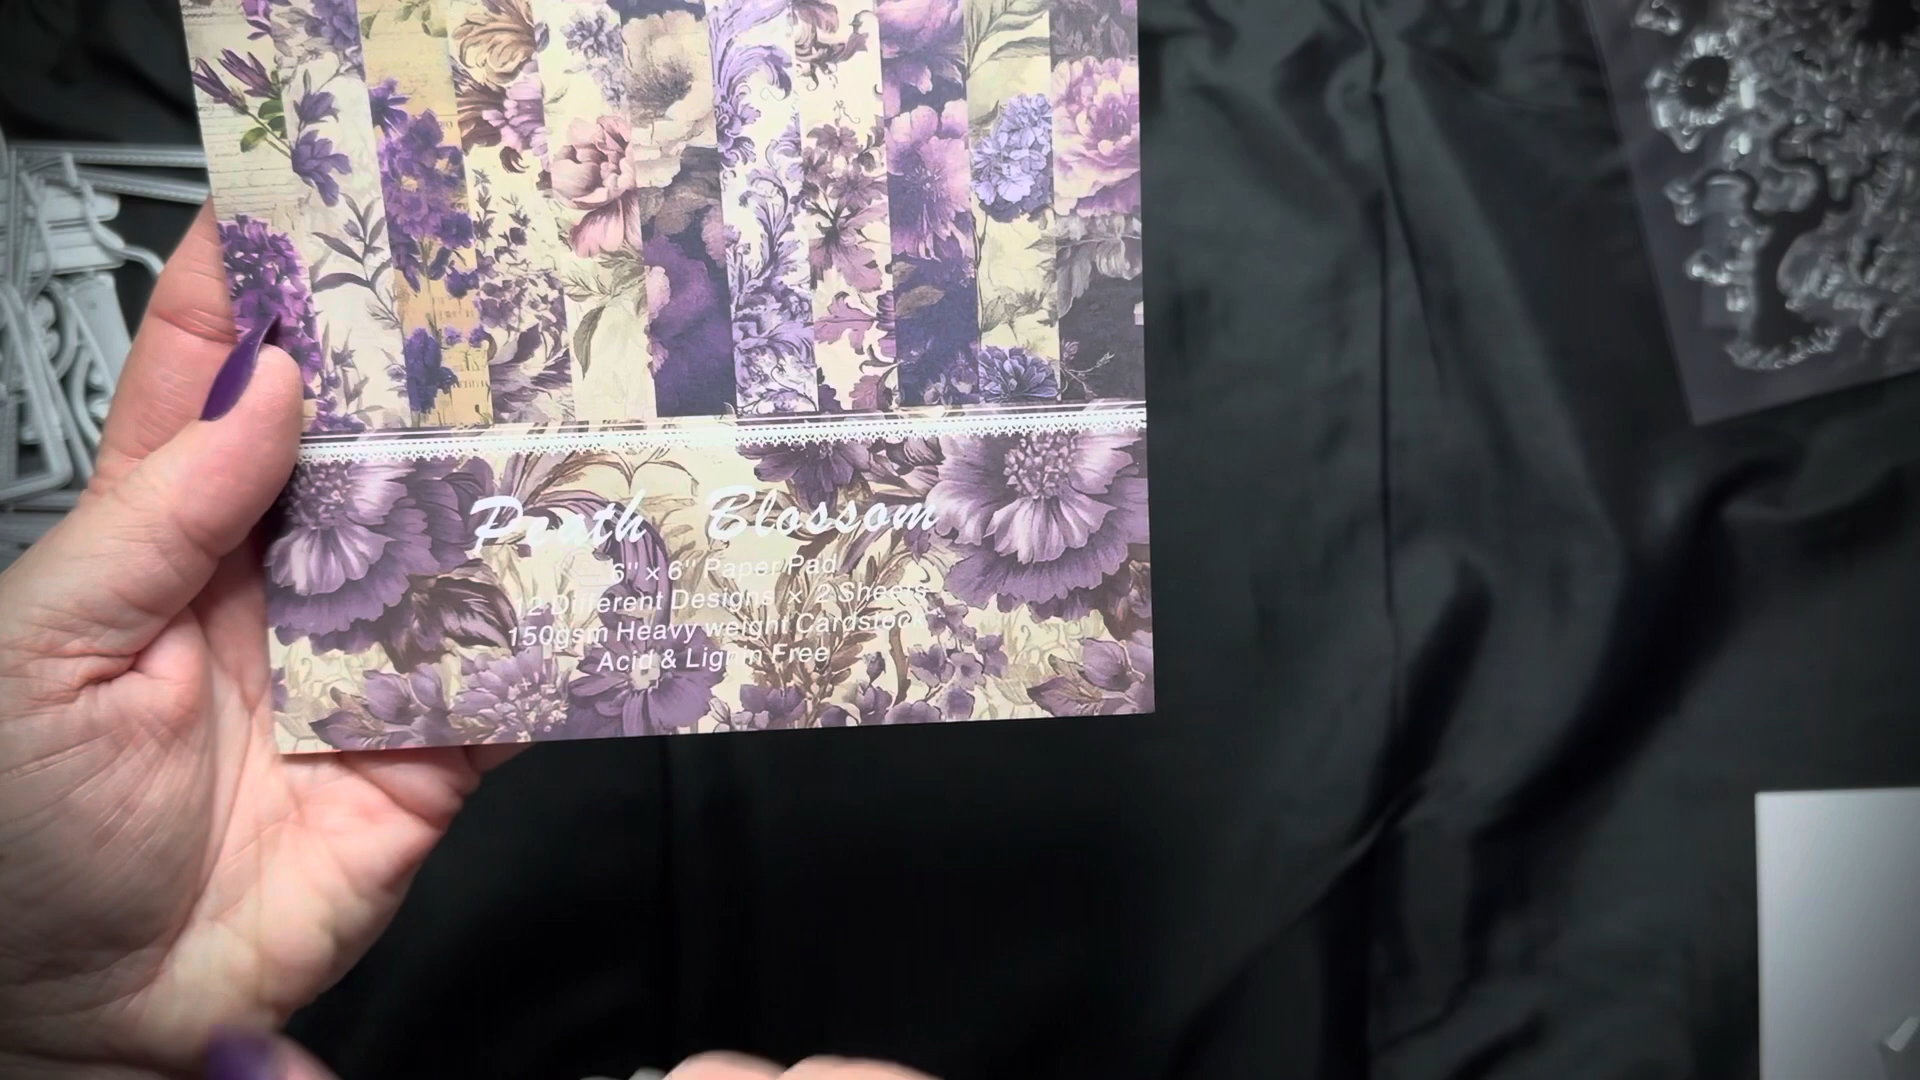 Blossom
6" × 6" Paper Pad
12 Different Designs × 2 Sheets
150gsm Heavy weight Cardstock
Acid & Lignin Free